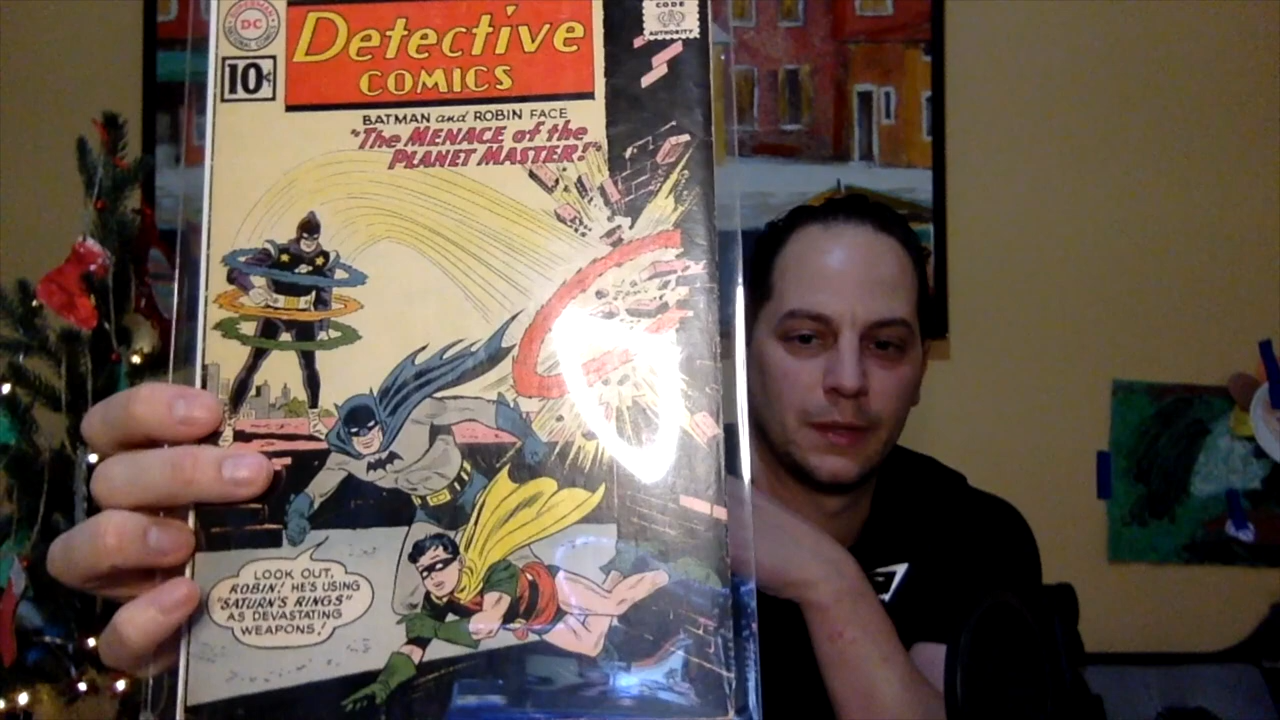 SUPERMAN
DC
NATIONAL COMICS
10¢
Detective
COMICS
CODE
AUTHORITY
BATMAN and ROBIN FACE
"The MENACE of the
PLANET MASTER!"
LOOK OUT,
ROBIN! HE'S USING
"SATURN'S RINGS"
AS DEVASTATING
WEAPONS!